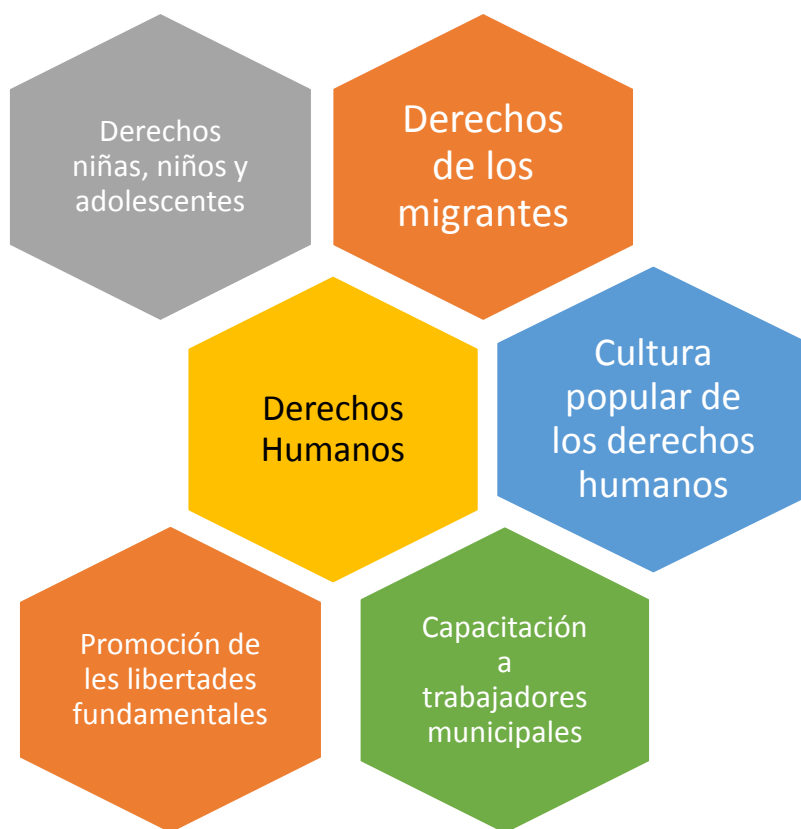 Derechos
niñas, niños y
adolescentes
Derechos
de los
migrantes
Derechos
Humanos
Cultura
popular de
los derechos
humanos
Promoción de
les libertades
fundamentales
Capacitación
a
trabajadores
municipales